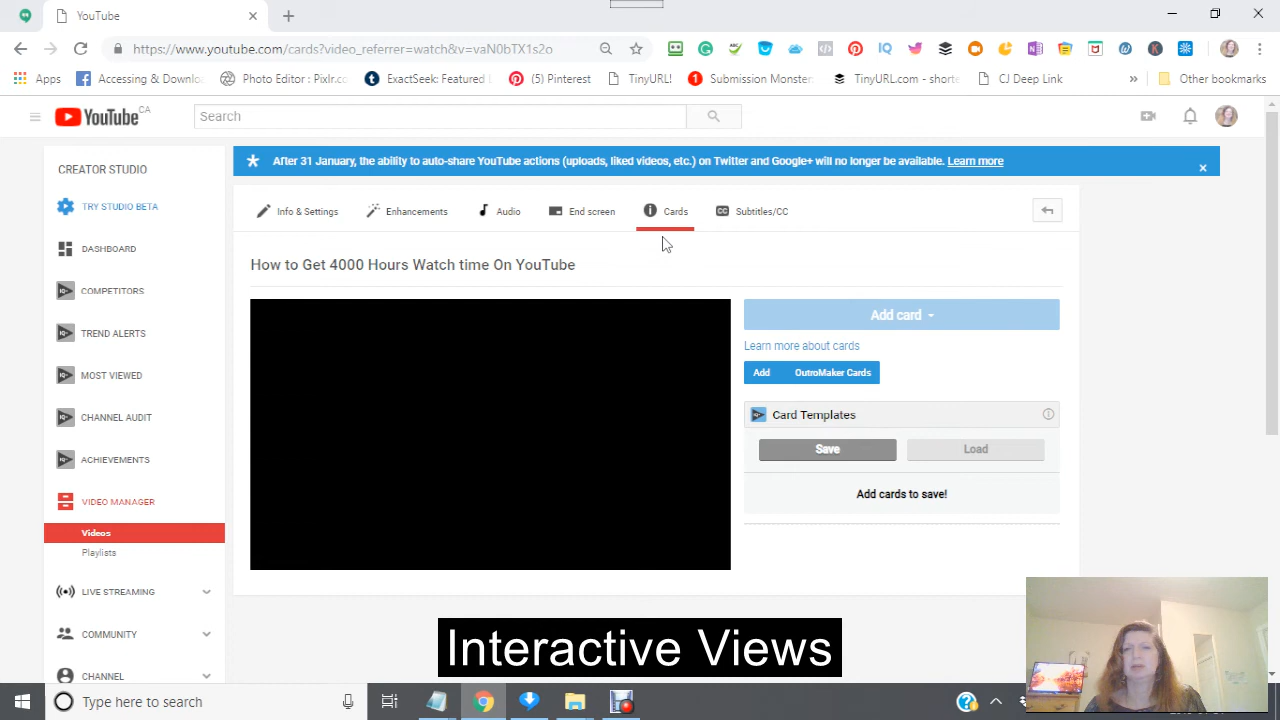 YouTube
https://www.youtube.com/cards?video_referrer=watch&v=vaN0bTX1s2o
Apps
Accessing & Downlo
Photo Editor : Pixlr.c
ExactSeek: Featured
(5) Pinterest
TinyURL!
Submission Monster
TinyURL.com - shorte
CJ Deep Link
»
Other bookmarks
YouTube CA
Search
CREATOR STUDIO
TRY STUDIO BETA
DASHBOARD
COMPETITORS
TREND ALERTS
MOST VIEWED
CHANNEL AUDIT
ACHIEVEMENTS
VIDEO MANAGER
Videos
Playlists
LIVE STREAMING
COMMUNITY
CHANNEL
After 31 January, the ability to auto-share YouTube actions (uploads, liked videos, etc.) on Twitter and Google+ will no longer be available. Learn more
Info & Settings
Enhancements
Audio
End screen
Cards
Subtitles/CC
How to Get 4000 Hours Watch time On YouTube
Add card
Learn more about cards
Add OutroMaker Cards
Card Templates
Save
Load
Add cards to save!
Interactive Views
Type here to search